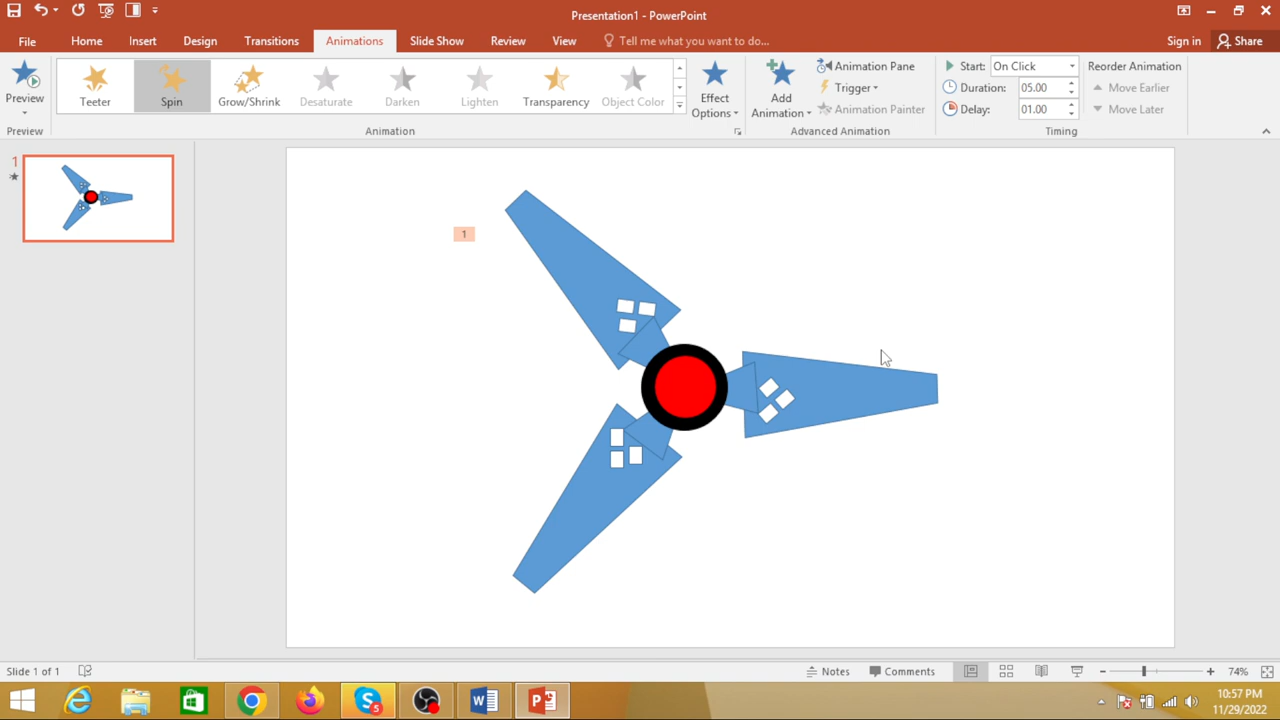 Presentation1 - PowerPoint
File Home Insert Design Transitions Animations Slide Show Review View Tell me what you want to do... Sign in Share
Preview Teeter Spin Grow/Shrink Desaturate Darken Lighten Transparency Object Color Effect Options Add Animation Animation Pane Start: On Click Reorder Animation
Trigger Duration: 05.00 Move Earlier
Animation Painter Delay: 01.00 Move Later
Preview Animation Advanced Animation Timing
1
1
Slide 1 of 1 Notes Comments 74%
5
10:57 PM
11/29/2022